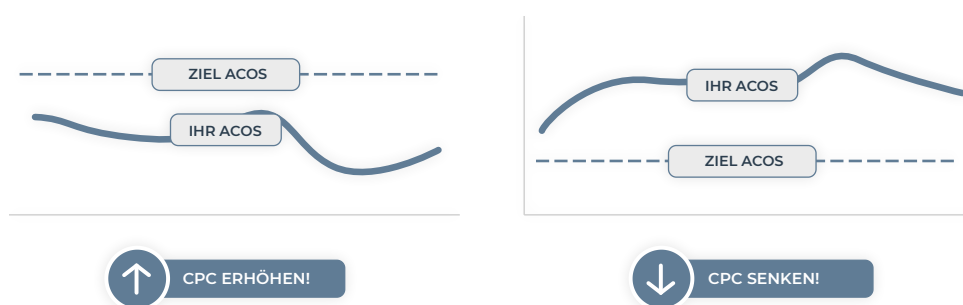 ZIEL ACOS
IHR ACOS
CPC ERHÖHEN!
IHR ACOS
ZIEL ACOS
CPC SENKEN!